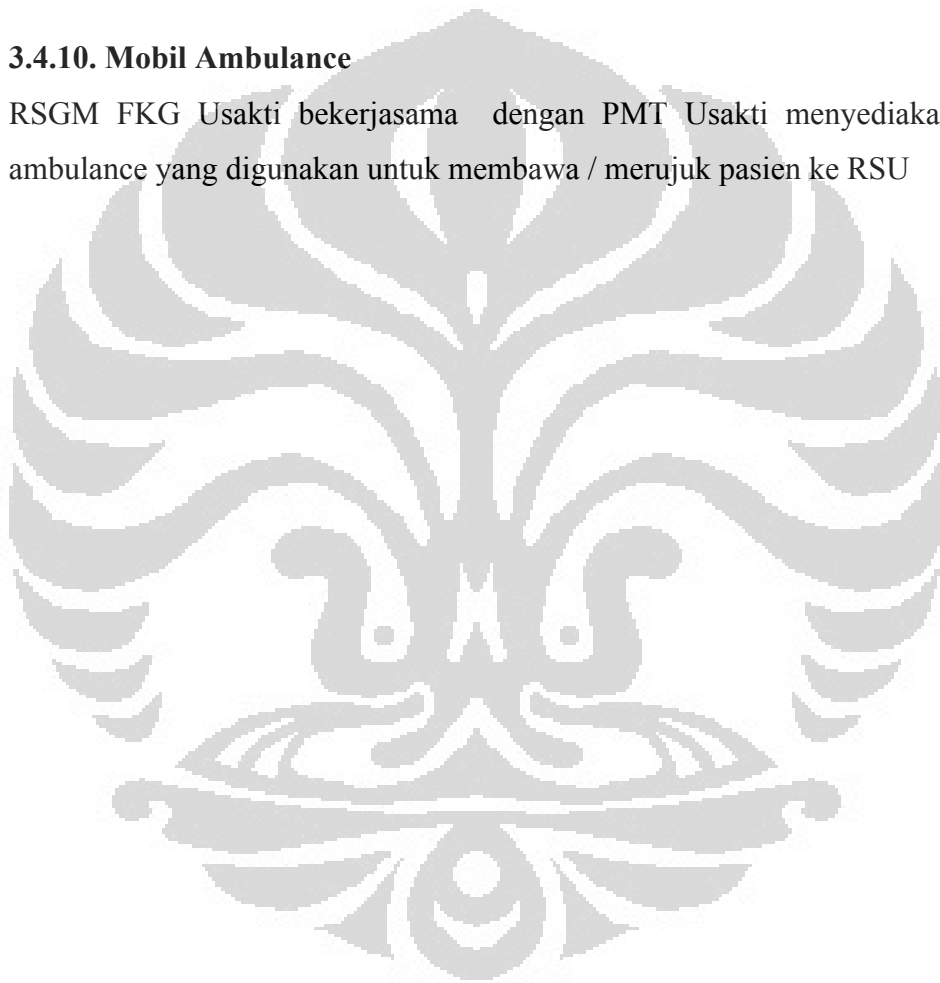 3.4.10. Mobil Ambulance
RSGM FKG Usakti bekerjasama dengan PMT Usakti menyediaka
ambulance yang digunakan untuk membawa / merujuk pasien ke RSU